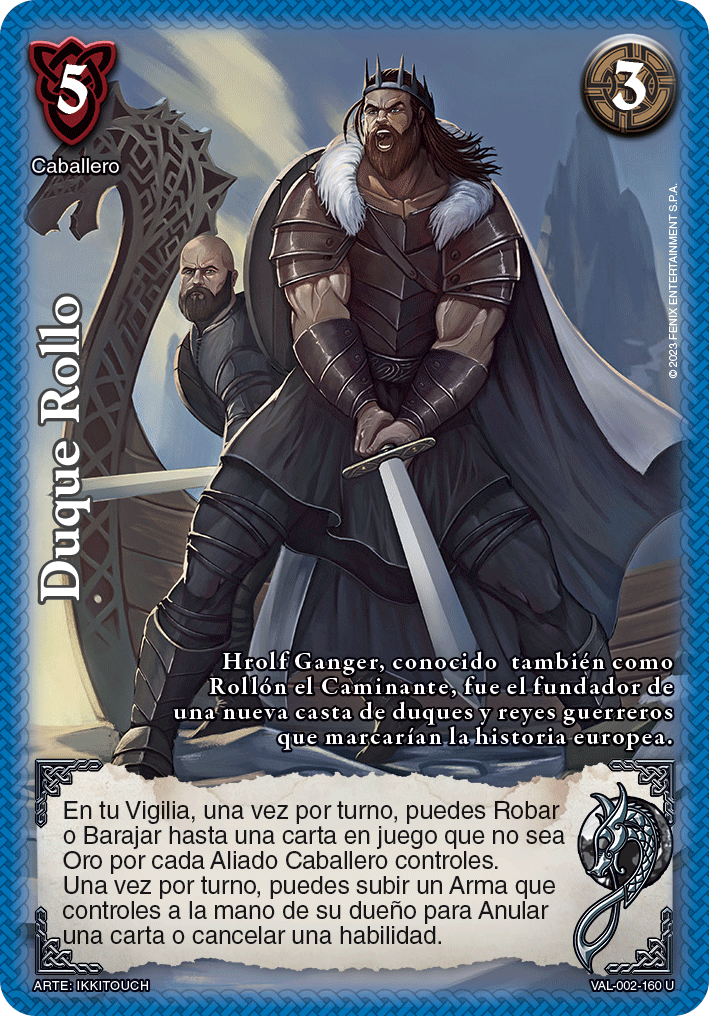 5
3
Caballero
© 2023 FENIX ENTERTAINMENT S.P.A.
Duque Rollo
Hrolf Ganger, conocido también como
Rollón el Caminante, fue el fundador de
una nueva casta de duques y reyes guerreros
que marcarían la historia europea.
En tu Vigilia, una vez por turno, puedes Robar
o Barajar hasta una carta en juego que no sea
Oro por cada Aliado Caballero controles.
Una vez por turno, puedes subir un Arma que
controles a la mano de su dueño para Anular
una carta o cancelar una habilidad.
ARTE: IKKITOUCH
VAL-002-160 U